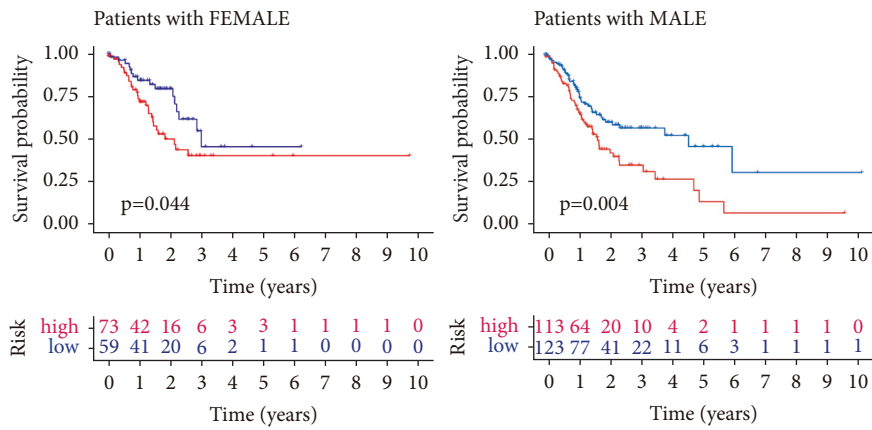 Patients with FEMALE
Survival probability
1.00
0.75
0.50
0.25
0.00
p=0.044
0 1 2 3 4 5 6 7 8 9 10
Time (years)
Risk
high 73 42 16 6 3 3 1 1 1 1 0
low 59 41 20 6 2 1 1 0 0 0 0
0 1 2 3 4 5 6 7 8 9 10
Time (years)
Patients with MALE
Survival probability
1.00
0.75
0.50
0.25
0.00
p=0.004
0 1 2 3 4 5 6 7 8 9 10
Time (years)
Risk
high 113 64 20 10 4 2 1 1 1 1 0
low 123 77 41 22 11 6 3 1 1 1 1
0 1 2 3 4 5 6 7 8 9 10
Time (years)